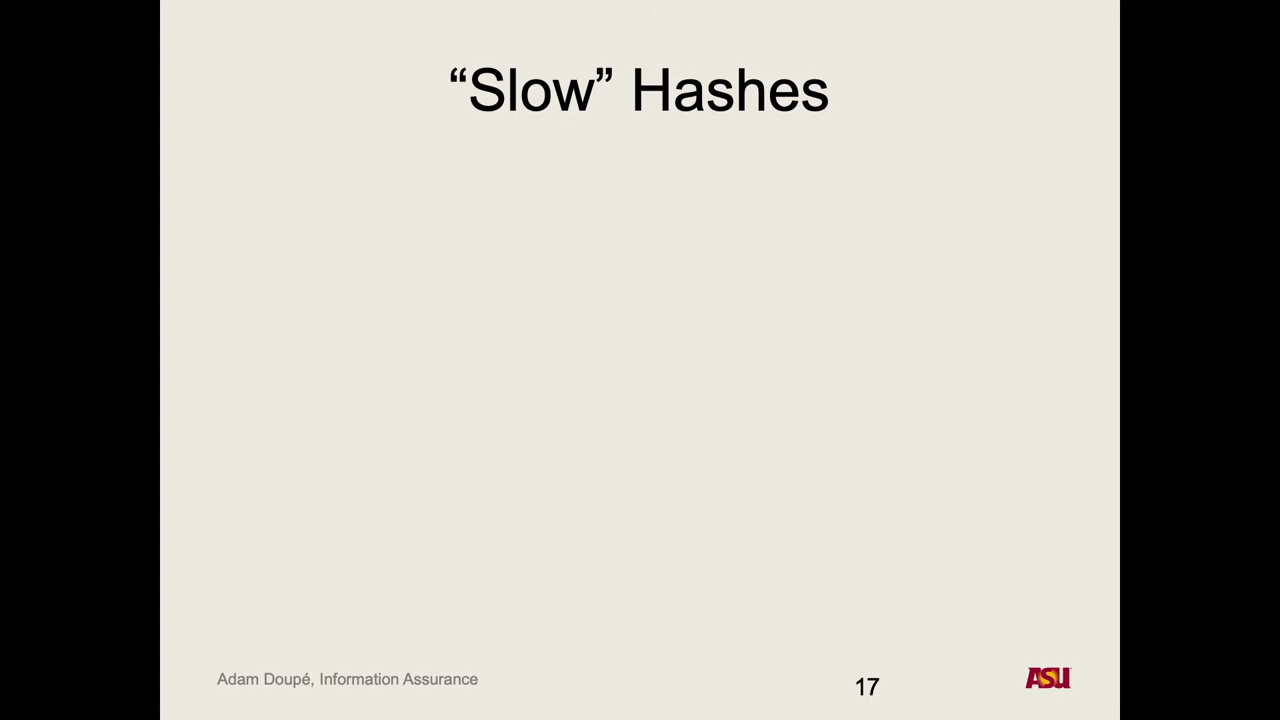 “Slow” Hashes
Adam Doupé, Information Assurance
17
ASU